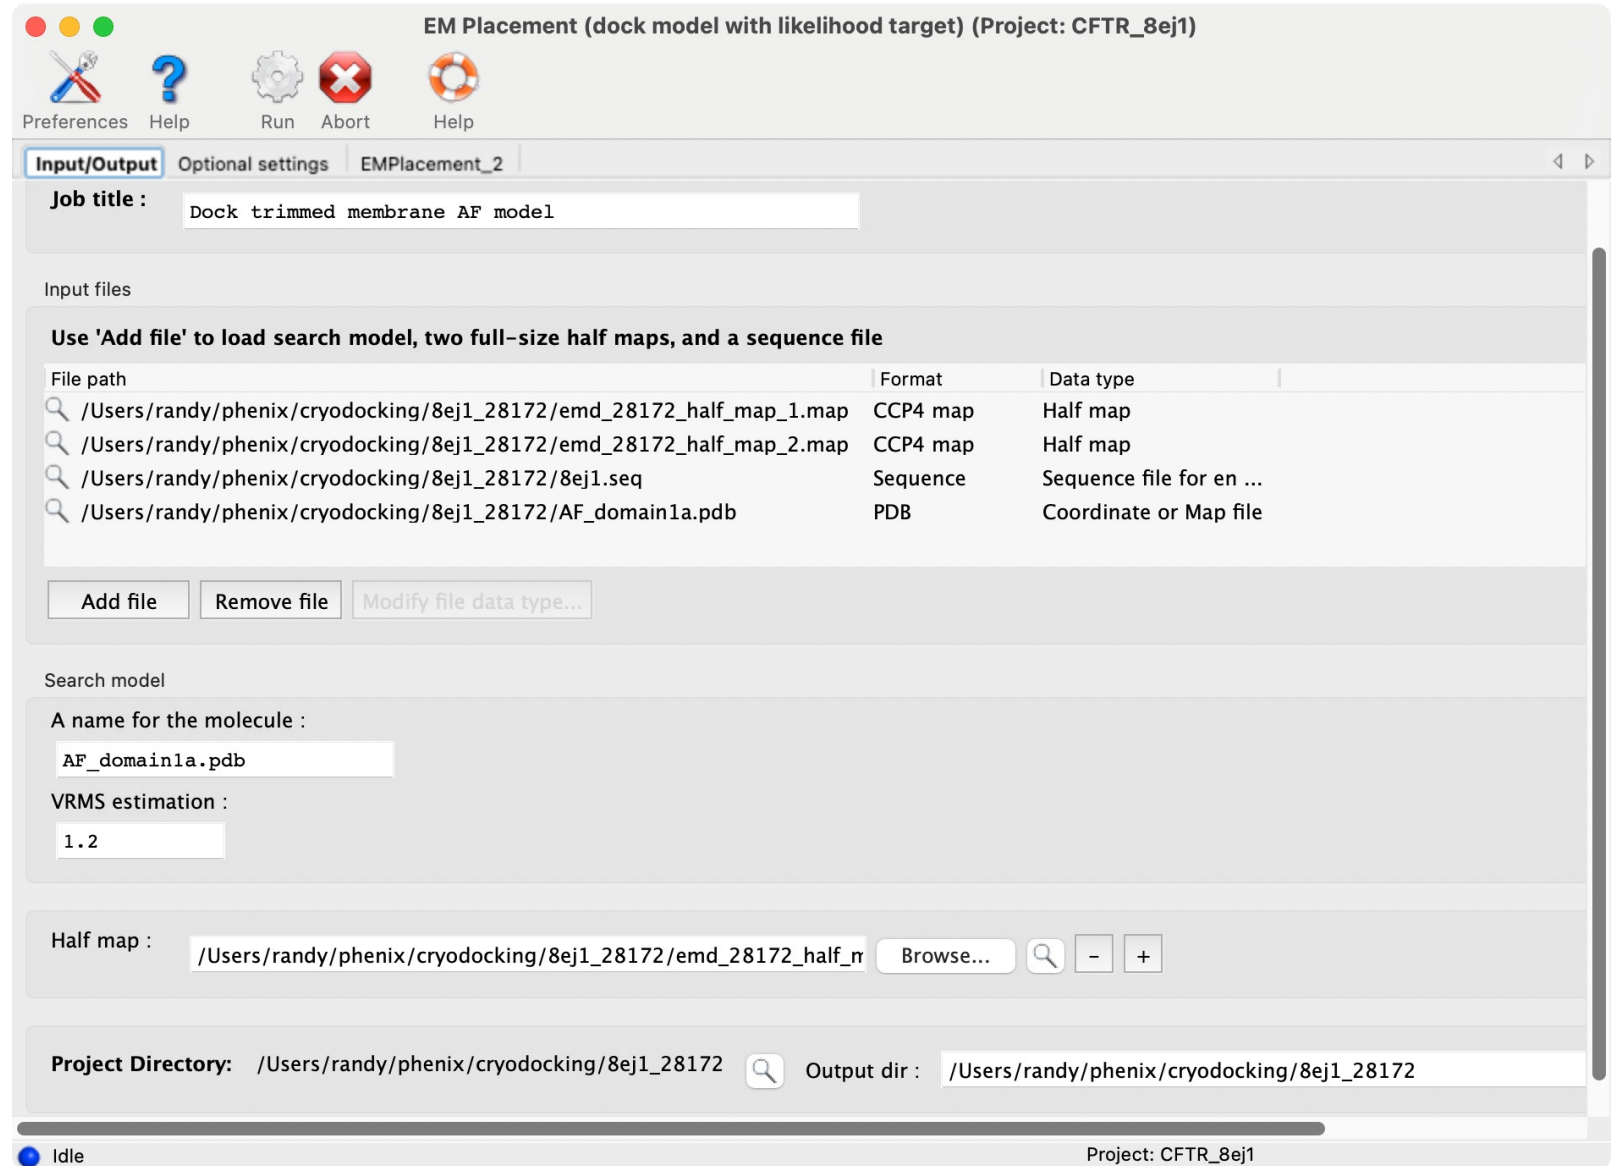 EM Placement (dock model with likelihood target) (Project: CFTR_8ej1)
Preferences Help Run Abort Help
Input/Output Optional settings EMPlacement_2
Job title : Dock trimmed membrane AF model
Input files
Use 'Add file' to load search model, two full-size half maps, and a sequence file
File path Format Data type
/Users/randy/phenix/cryodocking/8ej1_28172/emd_28172_half_map_1.map CCP4 map Half map
/Users/randy/phenix/cryodocking/8ej1_28172/emd_28172_half_map_2.map CCP4 map Half map
/Users/randy/phenix/cryodocking/8ej1_28172/8ej1.seq Sequence Sequence file for en ...
/Users/randy/phenix/cryodocking/8ej1_28172/AF_domain1a.pdb PDB Coordinate or Map file
Add file Remove file Modify file data type...
Search model
A name for the molecule :
AF_domain1a.pdb
VRMS estimation :
1.2
Half map : /Users/randy/phenix/cryodocking/8ej1_28172/emd_28172_half_m Browse... - +
Project Directory: /Users/randy/phenix/cryodocking/8ej1_28172 Output dir : /Users/randy/phenix/cryodocking/8ej1_28172
Idle Project: CFTR_8ej1